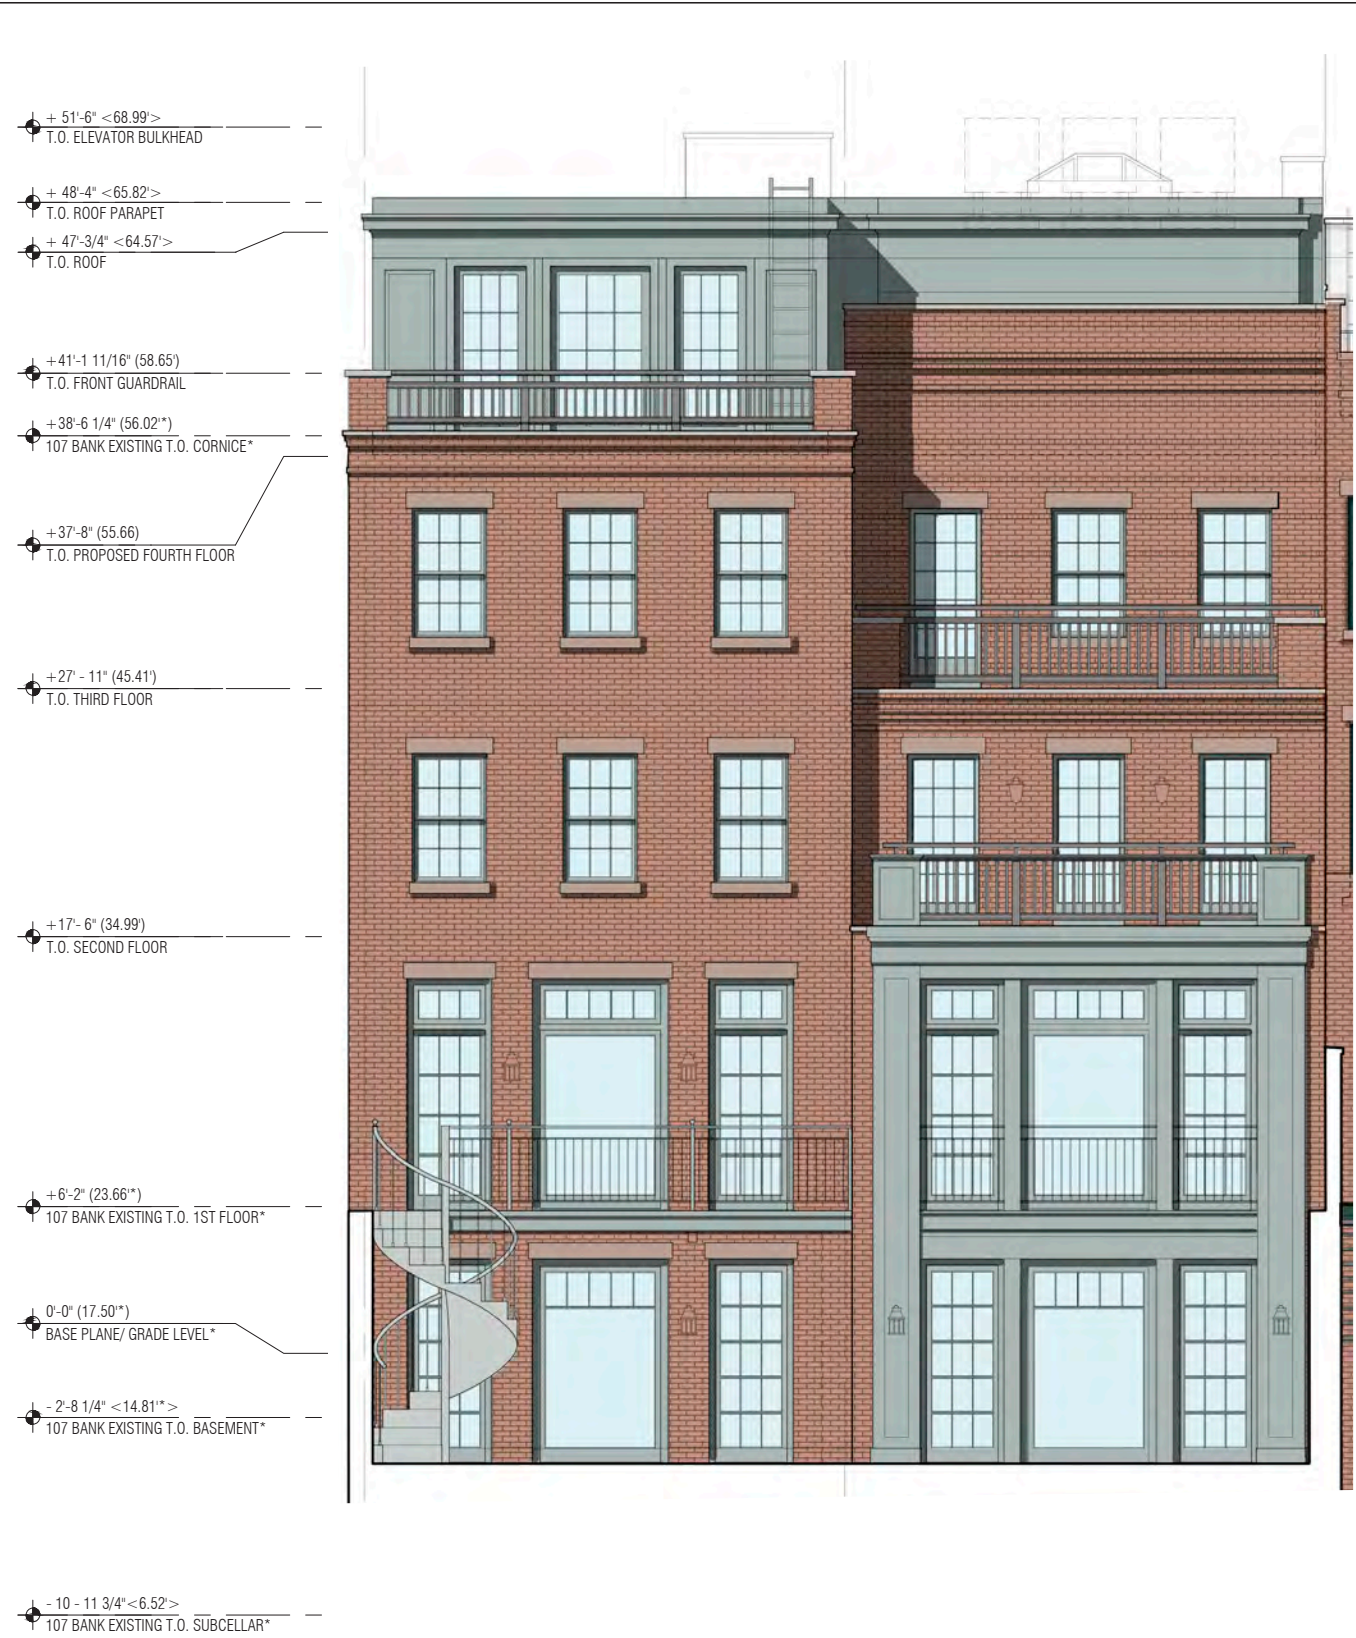 + 51'-6" <68.99'>
T.O. ELEVATOR BULKHEAD
+ 48'-4" <65.82'>
T.O. ROOF PARAPET
+ 47'-3/4" <64.57'>
T.O. ROOF
+41'-1 11/16" (58.65')
T.O. FRONT GUARDRAIL
+38'-6 1/4" (56.02'*)
107 BANK EXISTING T.O. CORNICE*
+37'-8" (55.66)
T.O. PROPOSED FOURTH FLOOR
+27' - 11" (45.41')
T.O. THIRD FLOOR
+17'- 6" (34.99')
T.O. SECOND FLOOR
+6'-2" (23.66'*)
107 BANK EXISTING T.O. 1ST FLOOR*
0'-0" (17.50'*)
BASE PLANE/ GRADE LEVEL*
- 2'-8 1/4" <14.81'*>
107 BANK EXISTING T.O. BASEMENT*
- 10 - 11 3/4"<6.52'>
107 BANK EXISTING T.O. SUBCELLAR*